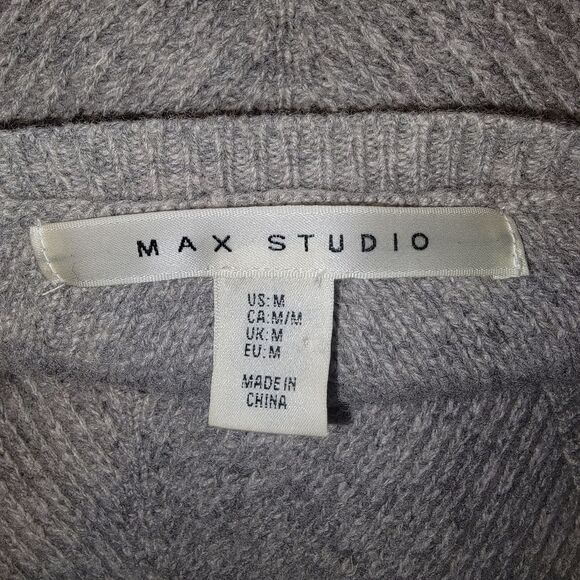 MAX STUDIO
US:M
CA:M/M
UK:M
EU:M
MADE IN
CHINA